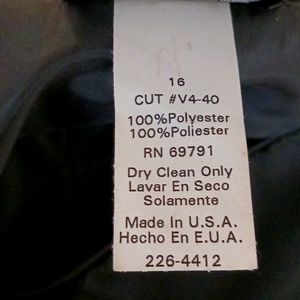 16
CUT #V4-40
100%Polyester
100%Poliester
RN 69791
Dry Clean Only
Lavar En Seco
Solamente
Made In U.S.A.
Hecho En E.U.A.
226-4412